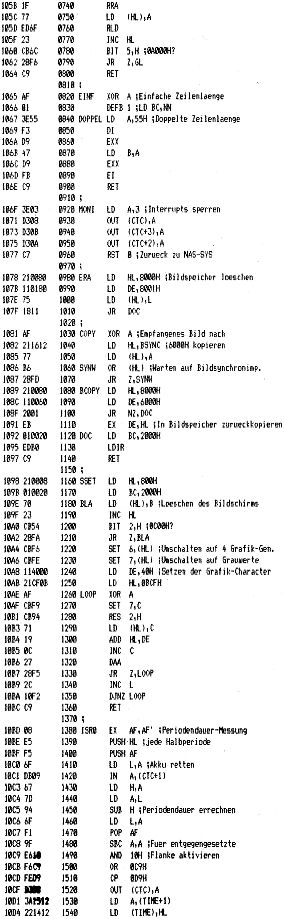 105B 1F 0740 RRA
105C 77 0750 LD (HL),A
105D ED6F 0760 RLD
105F 23 0770 INC HL
1060 CB6C 0780 BIT 5,H ;0A000H?
1062 28F6 0790 JR Z,GL
1064 C9 0800 RET
0810 ;
1065 AF 0820 EINF XOR A ;Einfache Zeilenlaenge
1066 01 0830 DEFB 1 ;LD BC,NN
1067 3E55 0840 DOPPEL LD A,55H ;Doppelte Zeilenlaenge
1069 F3 0850 DI
106A D9 0860 EXX
106B 47 0870 LD B,A
106C D9 0880 EXX
106D FB 0890 EI
106E C9 0900 RET
0910 ;
106F 3E03 0920 MONI LD A,3 ;Interrupts sperren
1071 D308 0930 OUT (CTC),A
1073 D30B 0940 OUT (CTC+3),A
1075 D30A 0950 OUT (CTC+2),A
1077 C7 0960 RST 0 ;Zurueck zu NAS-SYS
0970 ;
1078 210080 0980 ERA LD HL,8000H ;Bildspeicher loeschen
107B 110180 0990 LD DE,8001H
107E 75 1000 LD (HL),L
107F 1811 1010 JR DOC
1020 ;
1081 AF 1030 COPY XOR A ;Empfangenes Bild nach
1082 211612 1040 LD HL,BSYNC ;6000H kopieren
1085 77 1050 LD (HL),A
1086 B6 1060 SYNW OR (HL) ;Warten auf Bildsynchronimp.
1087 28FD 1070 JR Z,SYNW
1089 210080 1080 BCOPY LD HL,8000H
108C 110060 1090 LD DE,6000H
108F 2001 1100 JR NZ,DOC
1091 EB 1110 EX DE,HL ;In Bildspeicher zurueckkopieren
1092 010020 1120 DOC LD BC,2000H
1095 EDB0 1130 LDIR
1097 C9 1140 RET
1150 ;
1098 210008 1160 SSET LD HL,800H
109B 010020 1170 LD BC,2000H
109E 70 1180 BLA LD (HL),B ;Loeschen des Bildschirms
109F 23 1190 INC HL
10A0 CB54 1200 BIT 2,H ;0C00H?
10A2 28FA 1210 JR Z,BLA
10A4 CBF6 1220 SET 6,(HL) ;Umschalten auf 4 Grafik-Gen.
10A6 CBFE 1230 SET 7,(HL) ;Umschalten auf Grauwerte
10A8 114000 1240 LD DE,40H ;Setzen der Grafik-Character
10AB 21CF0B 1250 LD HL,0BCFH
10AE AF 1260 LOOP XOR A
10AF CBF9 1270 SET 7,C
10B1 CB94 1280 RES 2,H
10B3 71 1290 LD (HL),C
10B4 19 1300 ADD HL,DE
10B5 0C 1310 INC C
10B6 27 1320 DAA
10B7 28F5 1330 JR Z,LOOP
10B9 2C 1340 INC L
10BA 10F2 1350 DJNZ LOOP
10BC C9 1360 RET
1370 ;
10BD 08 1380 ISR0 EX AF,AF' ;Periodendauer-Messung
10BE E5 1390 PUSH HL ;jede Halbperiode
10BF F5 1400 PUSH AF
10C0 6F 1410 LD L,A ;Akku retten
10C1 DB09 1420 IN A,(CTC+1)
10C3 67 1430 LD H,A
10C4 7D 1440 LD A,L
10C5 94 1450 SUB H ;Periodendauer errechnen
10C6 6F 1460 LD L,A
10C7 F1 1470 POP AF
10C8 9F 1480 SBC A,A ;Fuer entgegengesetzte
10C9 E610 1490 AND 10H ;Flanke aktivieren
10CB F6C9 1500 OR 0D9H
10CD FED9 1510 CP 0D9H
10CF D308 1520 OUT (CTC),A
10D1 3A2512 1530 LD A,(TIME+1)
10D4 221412 1540 LD (TIME),HL